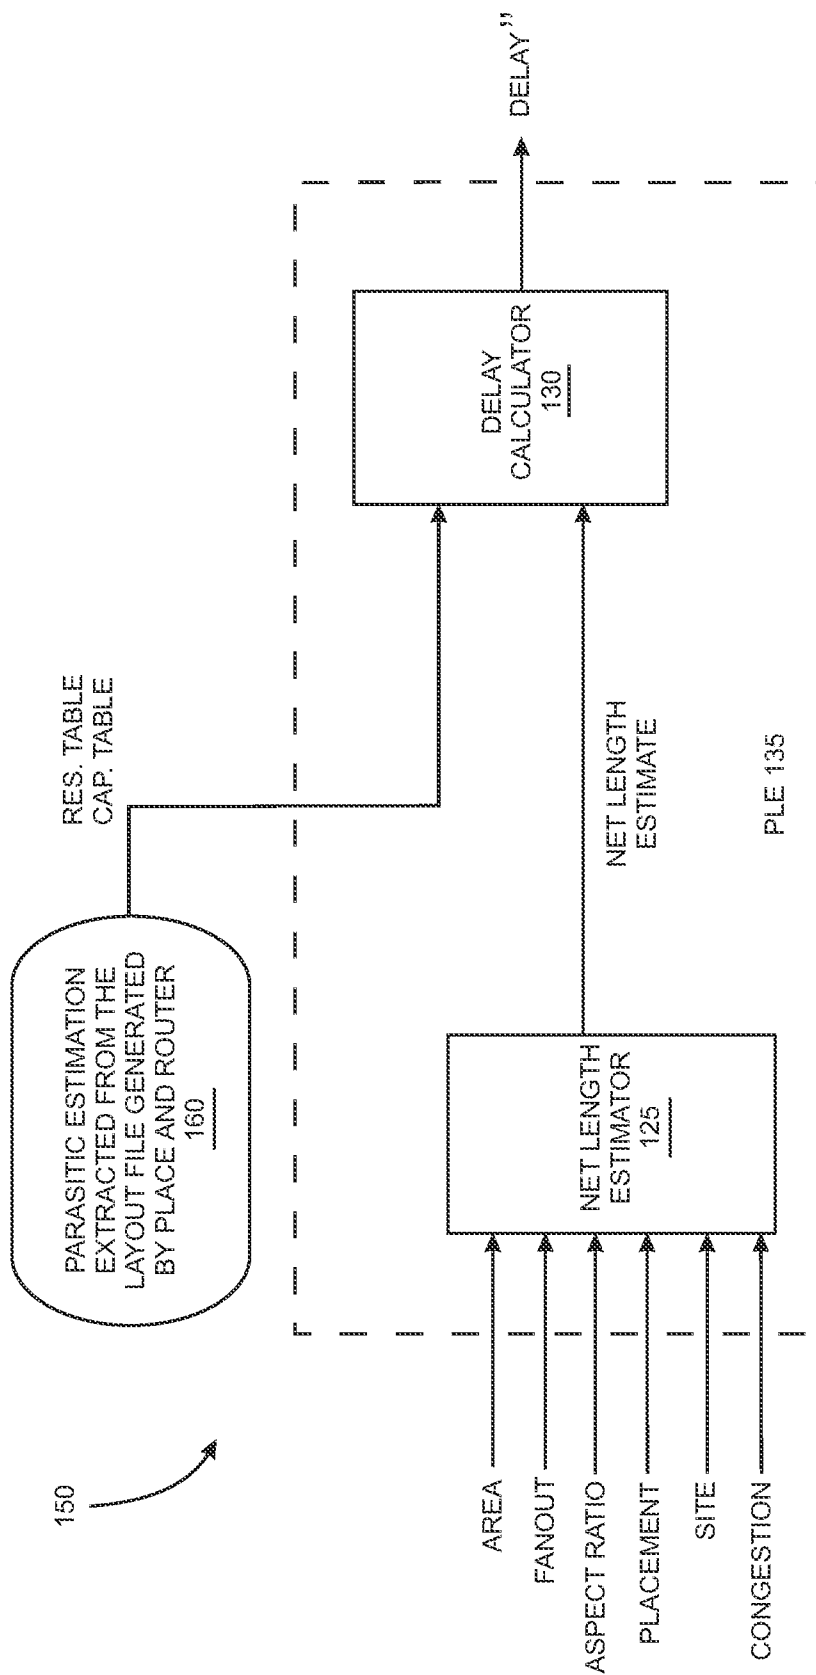 150
PARASITIC ESTIMATION
EXTRACTED FROM THE
LAYOUT FILE GENERATED
BY PLACE AND ROUTER
160
RES. TABLE
CAP. TABLE
AREA
FANOUT
ASPECT RATIO
PLACEMENT
SITE
CONGESTION
NET LENGTH
ESTIMATOR
125
NET LENGTH
ESTIMATE
DELAY
CALCULATOR
130
DELAY”
PLE 135